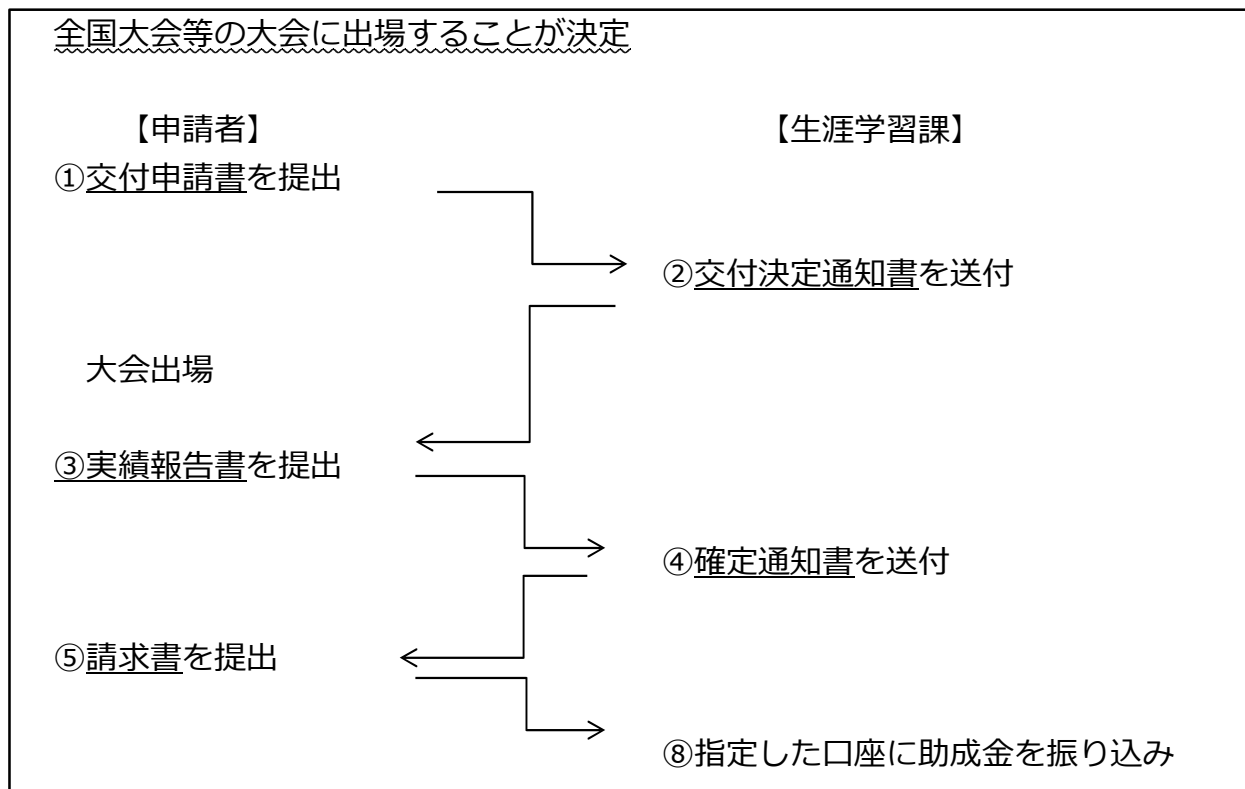 全国大会等の大会に出場することが決定
【申請者】
【生涯学習課】
①交付申請書を提出
②交付決定通知書を送付
大会出場
③実績報告書を提出
④確定通知書を送付
⑤請求書を提出
⑧指定した口座に助成金を振り込み